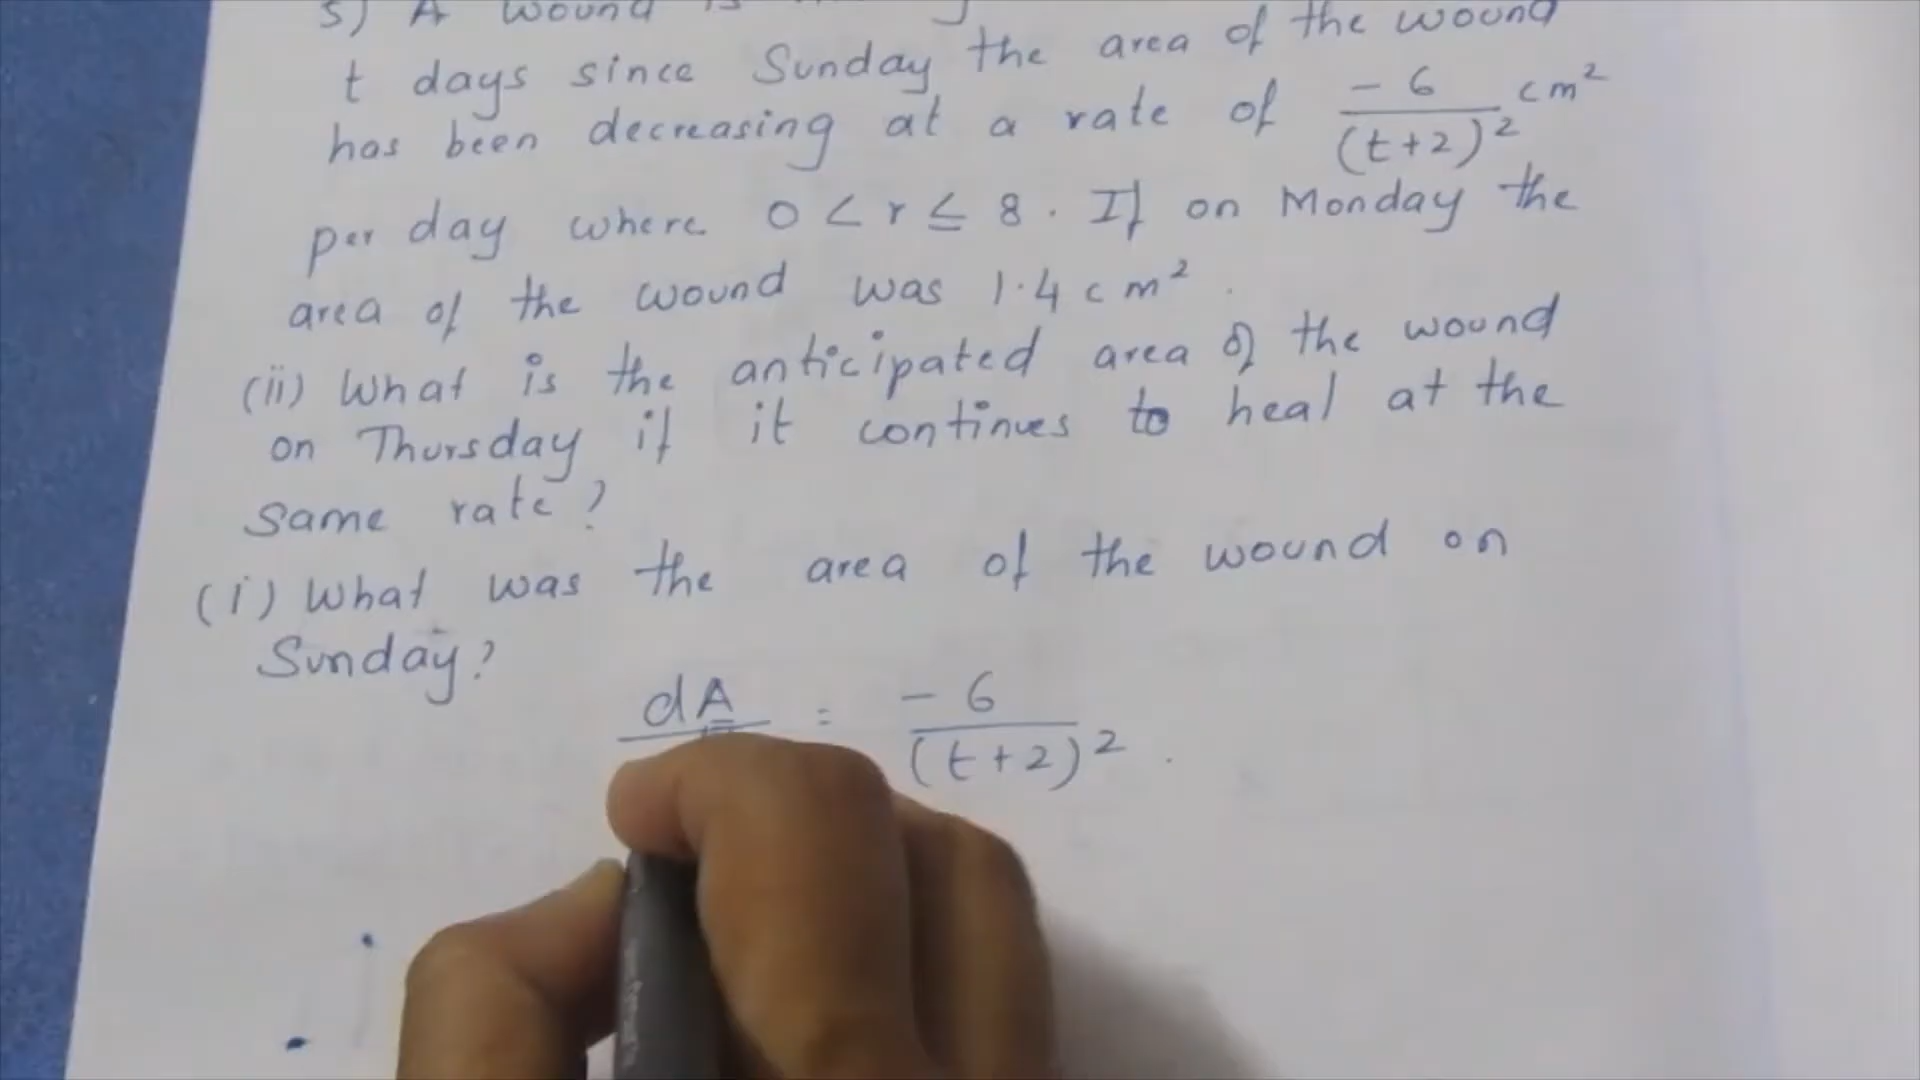 5) A wound is
t days since Sunday the area of the wound
has been decreasing at a rate of -6/(t+2)² cm²
per day where 0 < r ≤ 8. If on Monday the
area of the wound was 1.4 cm².
(ii) What is the anticipated area of the wound
on Thursday if it continues to heal at the
same rate?
(i) What was the area of the wound on
Sunday?
dA = -6/(t+2)².